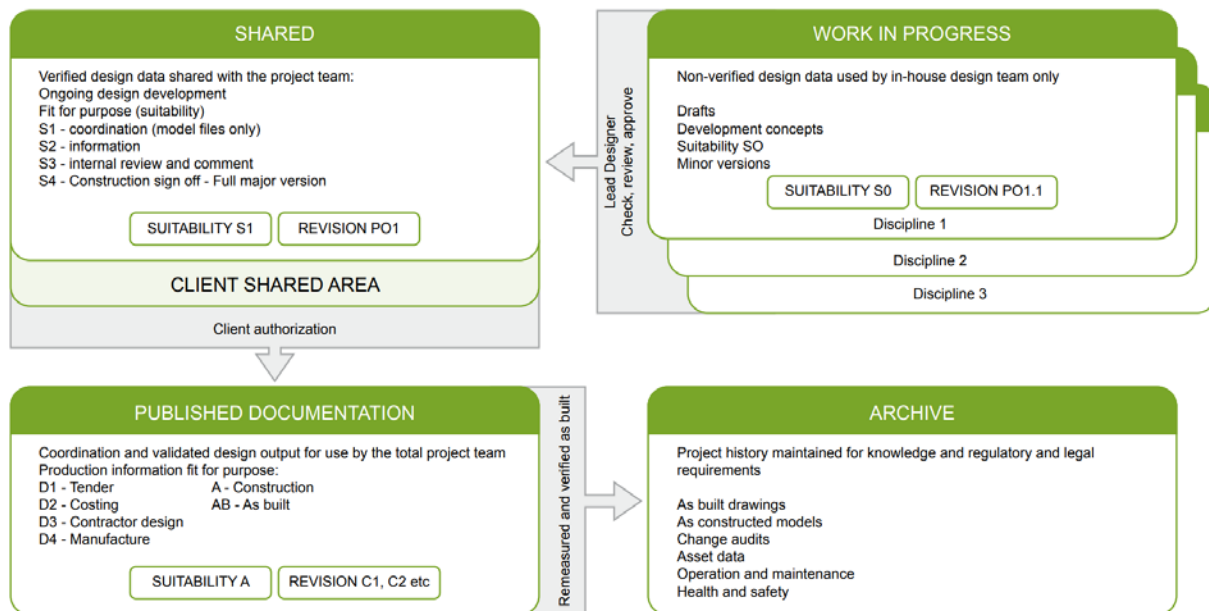 SHARED
Verified design data shared with the project team:
Ongoing design development
Fit for purpose (suitability)
S1 - coordination (model files only)
S2 - information
S3 - internal review and comment
S4 - Construction sign off - Full major version
SUITABILITY S1
REVISION PO1
CLIENT SHARED AREA
Client authorization
Lead Designer
Check, review, approve
WORK IN PROGRESS
Non-verified design data used by in-house design team only
Drafts
Development concepts
Suitability SO
Minor versions
SUITABILITY S0
REVISION PO1.1
Discipline 1
Discipline 2
Discipline 3
PUBLISHED DOCUMENTATION
Coordination and validated design output for use by the total project team
Production information fit for purpose:
D1 - Tender A - Construction
D2 - Costing AB - As built
D3 - Contractor design
D4 - Manufacture
SUITABILITY A
REVISION C1, C2 etc
Remeasured and verified as built
ARCHIVE
Project history maintained for knowledge and regulatory and legal
requirements
As built drawings
As constructed models
Change audits
Asset data
Operation and maintenance
Health and safety